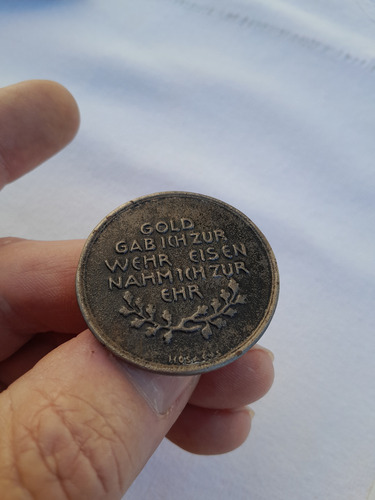 GOLD
GAB ICH ZUR
WEHR EISEN
NAHM ICH ZUR
EHR